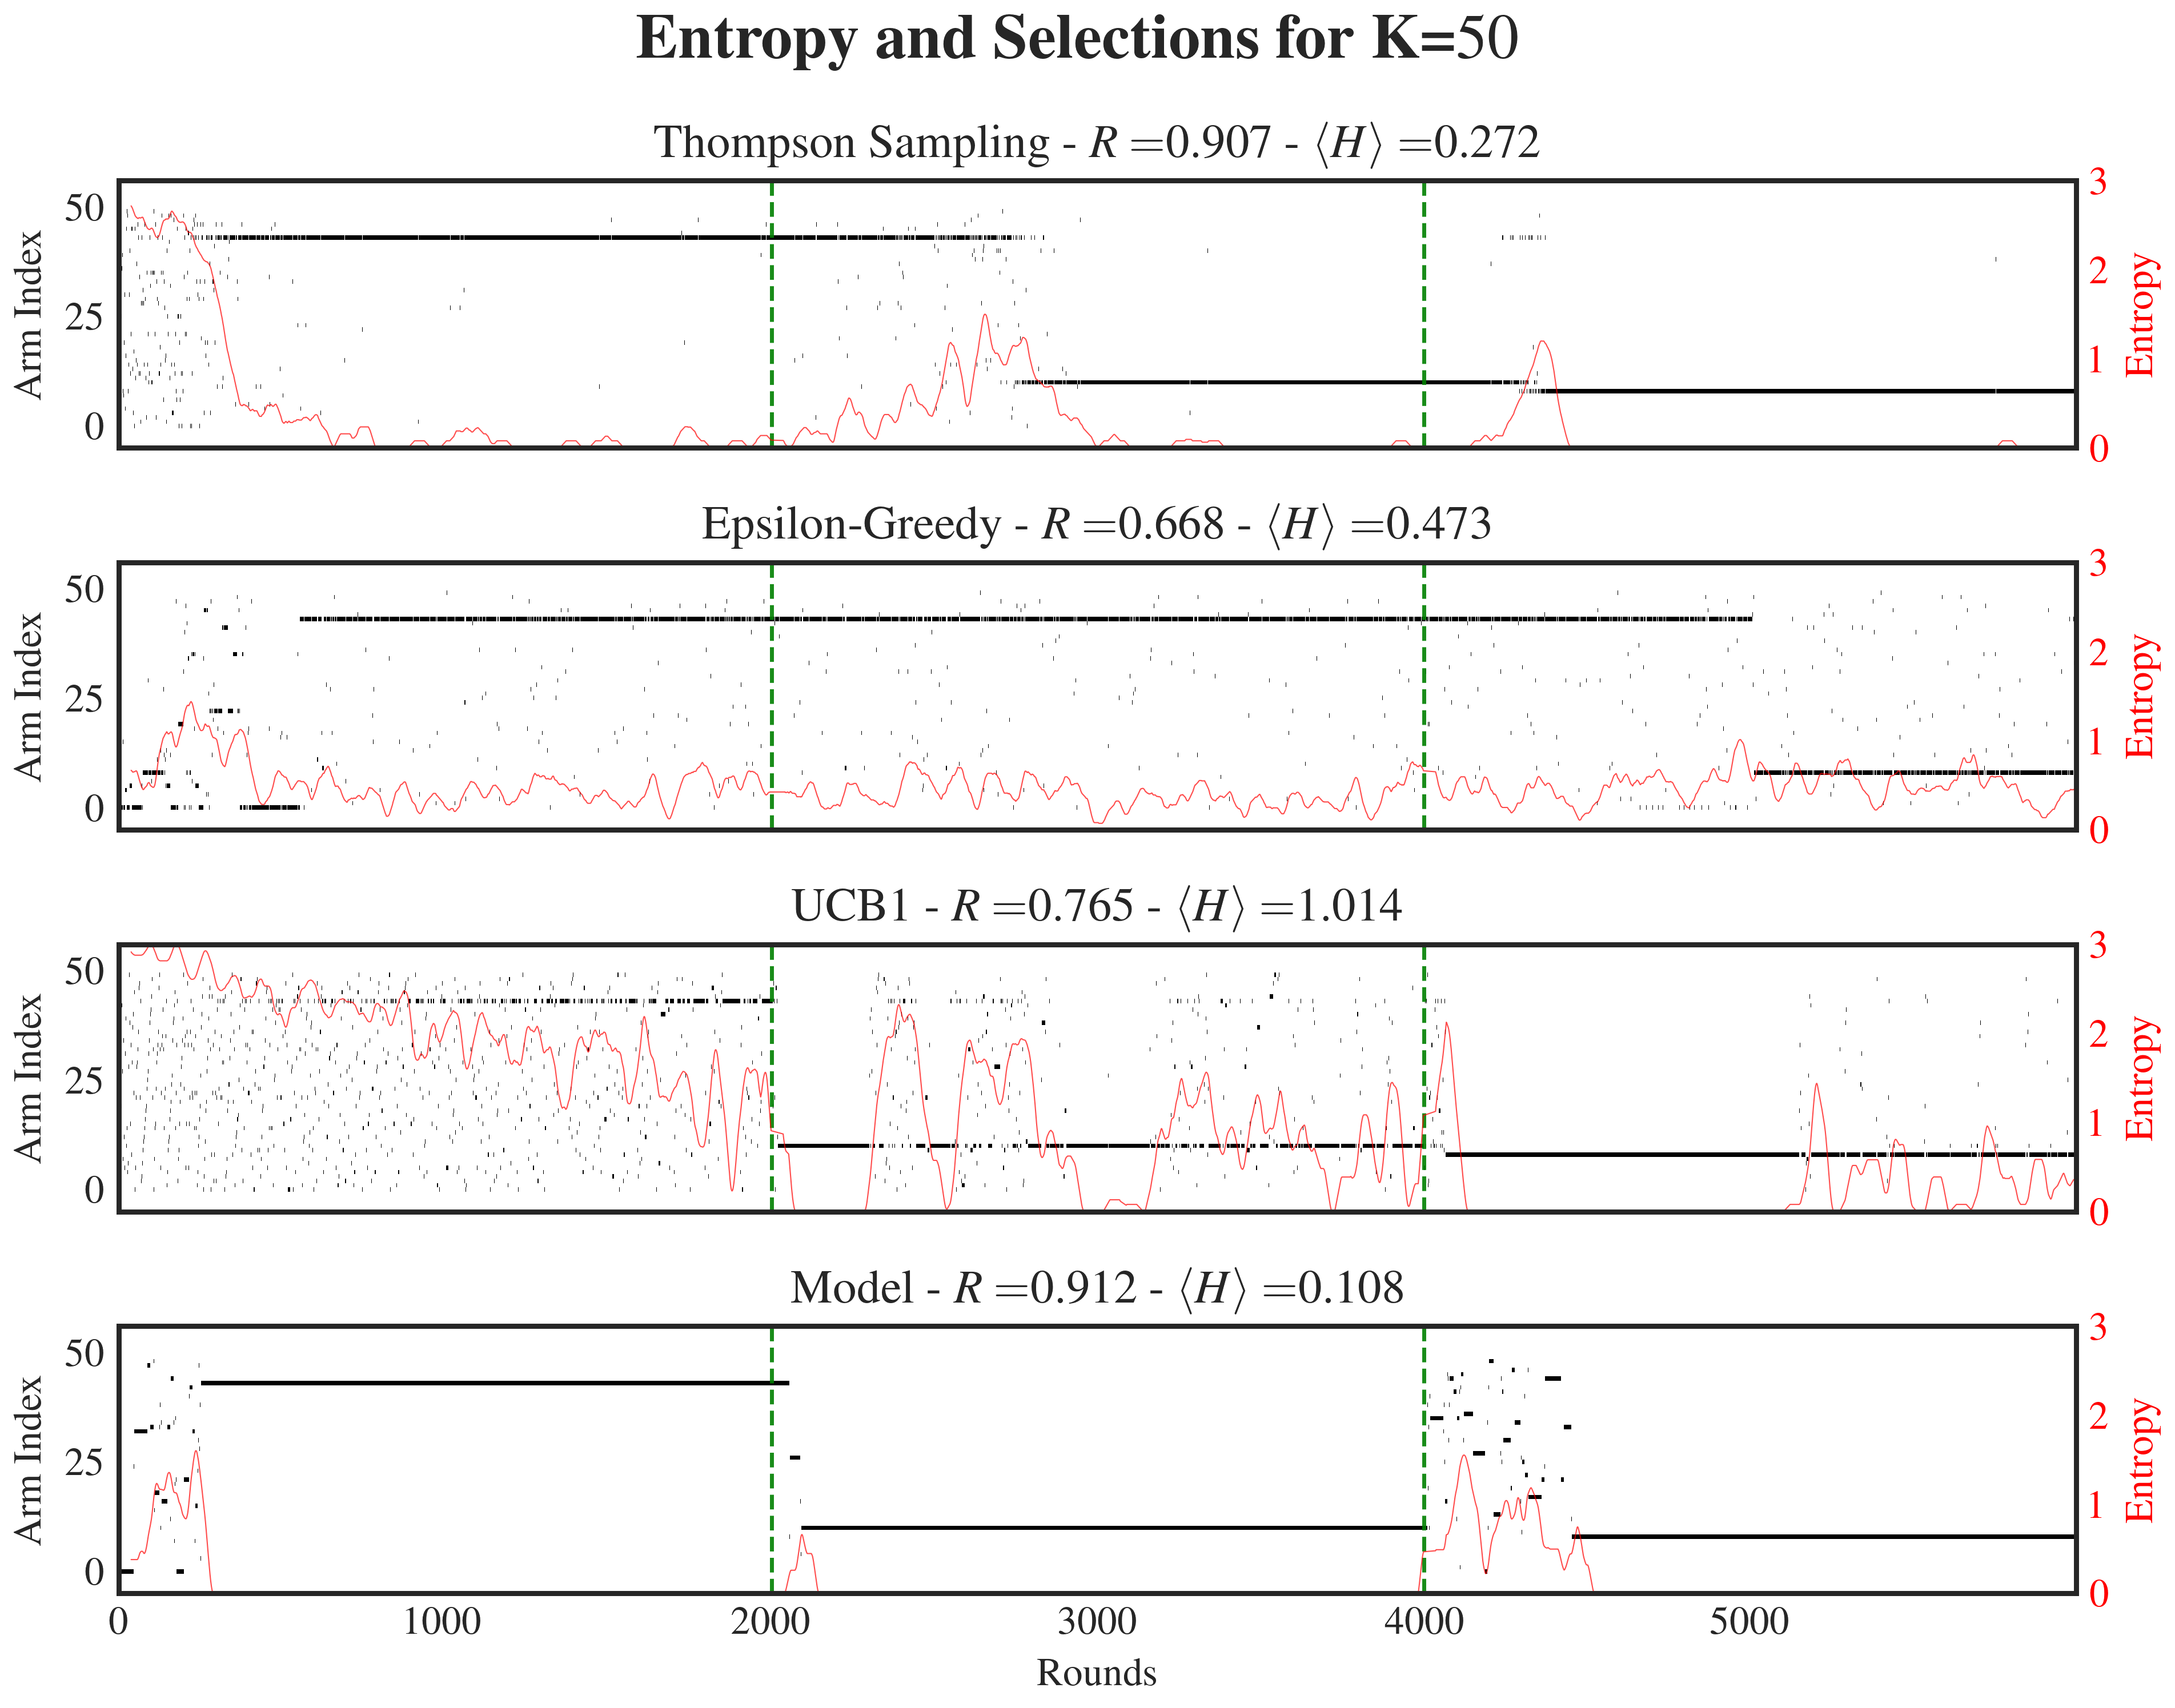 Entropy and Selections for K=50
Thompson Sampling - R =0.907 - ⟨H⟩ =0.272
50
25
0
Arm Index
3
2
1
0
Entropy
Epsilon-Greedy - R =0.668 - ⟨H⟩ =0.473
50
25
0
Arm Index
3
2
1
0
Entropy
UCB1 - R =0.765 - ⟨H⟩ =1.014
50
25
0
Arm Index
3
2
1
0
Entropy
Model - R =0.912 - ⟨H⟩ =0.108
50
25
0
Arm Index
3
2
1
0
Entropy
0 1000 2000 3000 4000 5000
Rounds